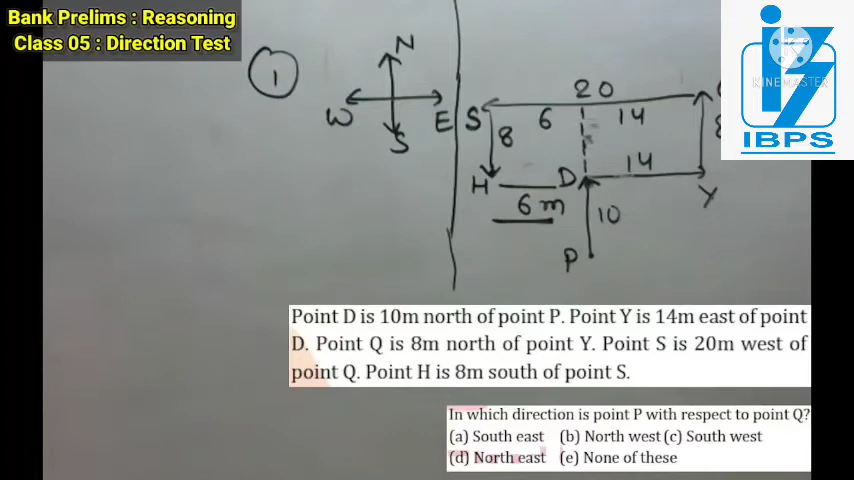 Bank Prelims : Reasoning
Class 05 : Direction Test
1
N
W
E
S
20
S
6
14
8
H
D
14
Y
6 m
10
P
KINEMASTER
IBPS
Point D is 10m north of point P. Point Y is 14m east of point
D. Point Q is 8m north of point Y. Point S is 20m west of
point Q. Point H is 8m south of point S.
In which direction is point P with respect to point Q?
(a) South east (b) North west (c) South west
(d) North east (e) None of these